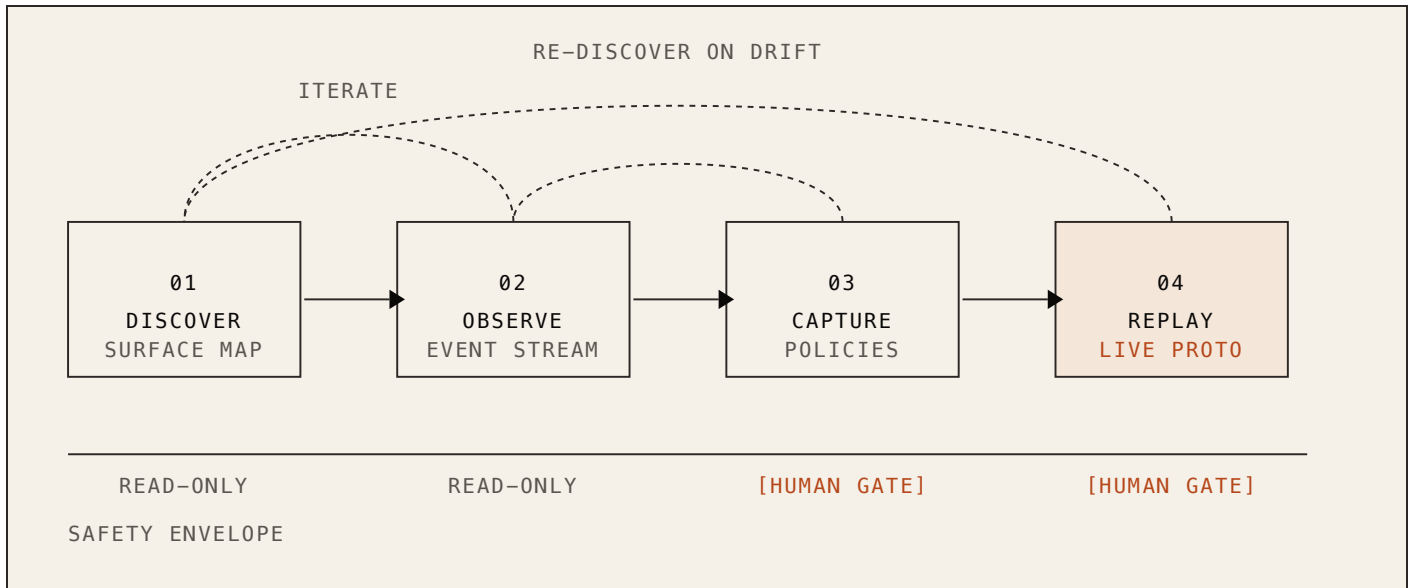 RE–DISCOVER ON DRIFT
ITERATE
01
DISCOVER
SURFACE MAP
02
OBSERVE
EVENT STREAM
03
CAPTURE
POLICIES
04
REPLAY
LIVE PROTO
READ–ONLY
READ–ONLY
[HUMAN GATE]
[HUMAN GATE]
SAFETY ENVELOPE